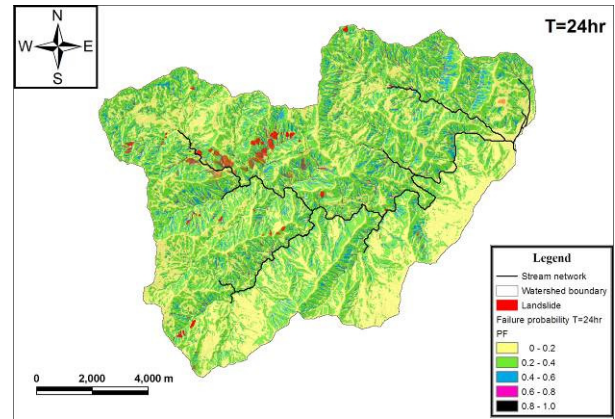 T=24hr
N
W E
S
Legend
Stream network
Watershed boundary
Landslide
Failure probability T=24hr
PF
0 - 0.2
0.2 - 0.4
0.4 - 0.6
0.6 - 0.8
0.8 - 1.0
0 2,000 4,000 m